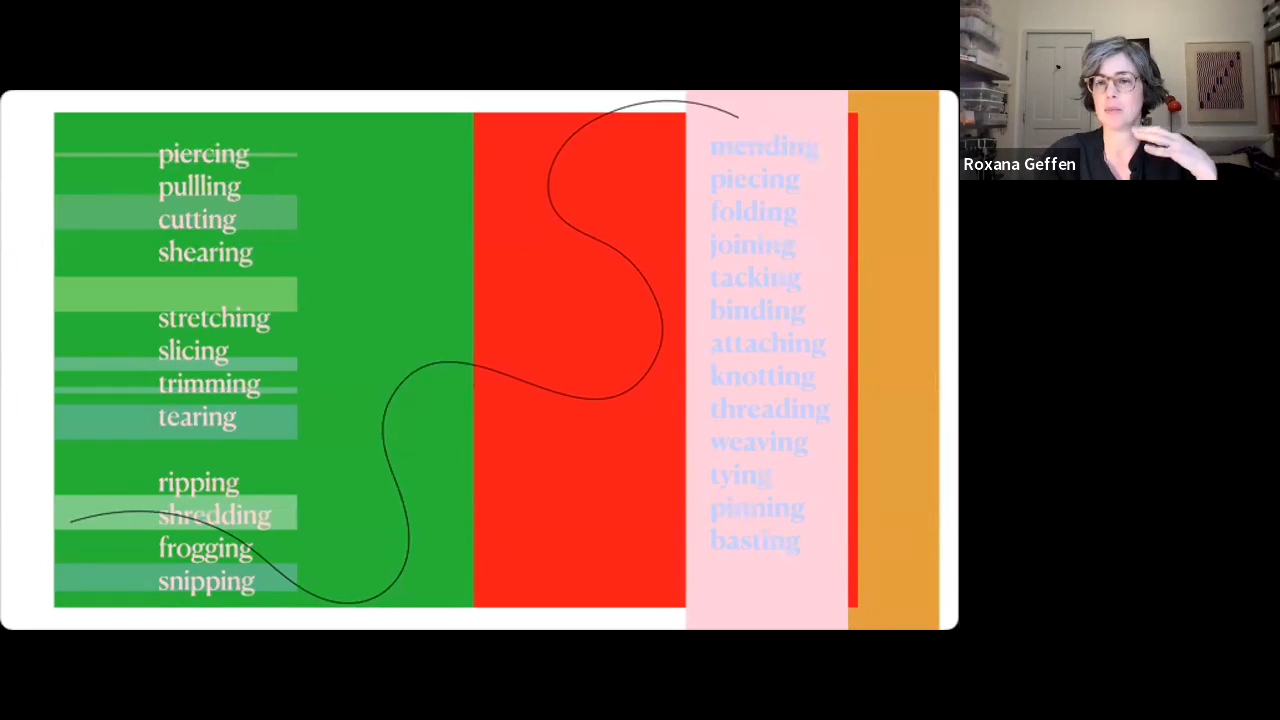 piercing
pullling
cutting
shearing
stretching
slicing
trimming
tearing
ripping
shredding
frogging
snipping
mending
piecing
folding
joining
tacking
binding
attaching
knotting
threading
weaving
tying
pinning
basting
Roxana Geffen